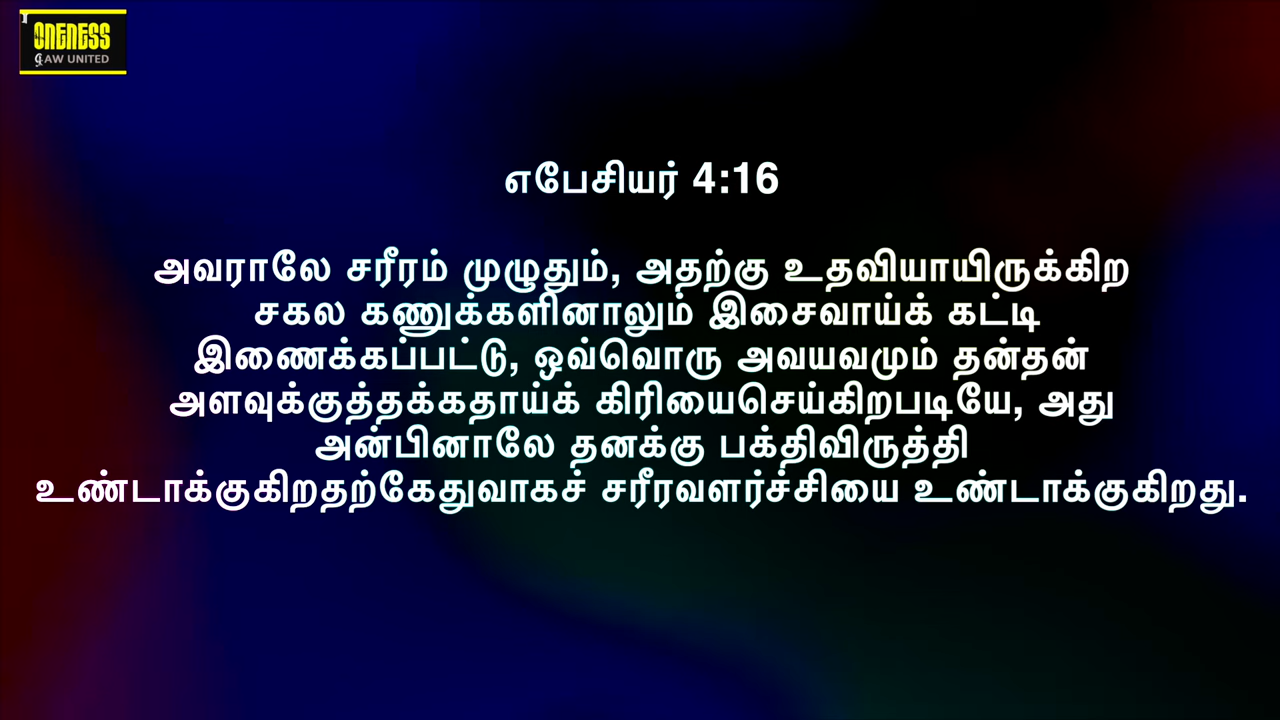 ONENESS
LAW UNITED
எபேசியர் 4:16
அவராலே சரீரம் முழுதும், அதற்கு உதவியாயிருக்கிற
சகல கணுக்களினாலும் இசைவாய்க் கட்டி
இணைக்கப்பட்டு, ஒவ்வொரு அவயவமும் தன்தன்
அளவுக்குத்தக்கதாய்க் கிரியைசெய்கிறபடியே, அது
அன்பினாலே தனக்கு பக்திவிருத்தி
உண்டாக்குகிறதற்கேதுவாகச் சரீரவளர்ச்சியை உண்டாக்குகிறது.